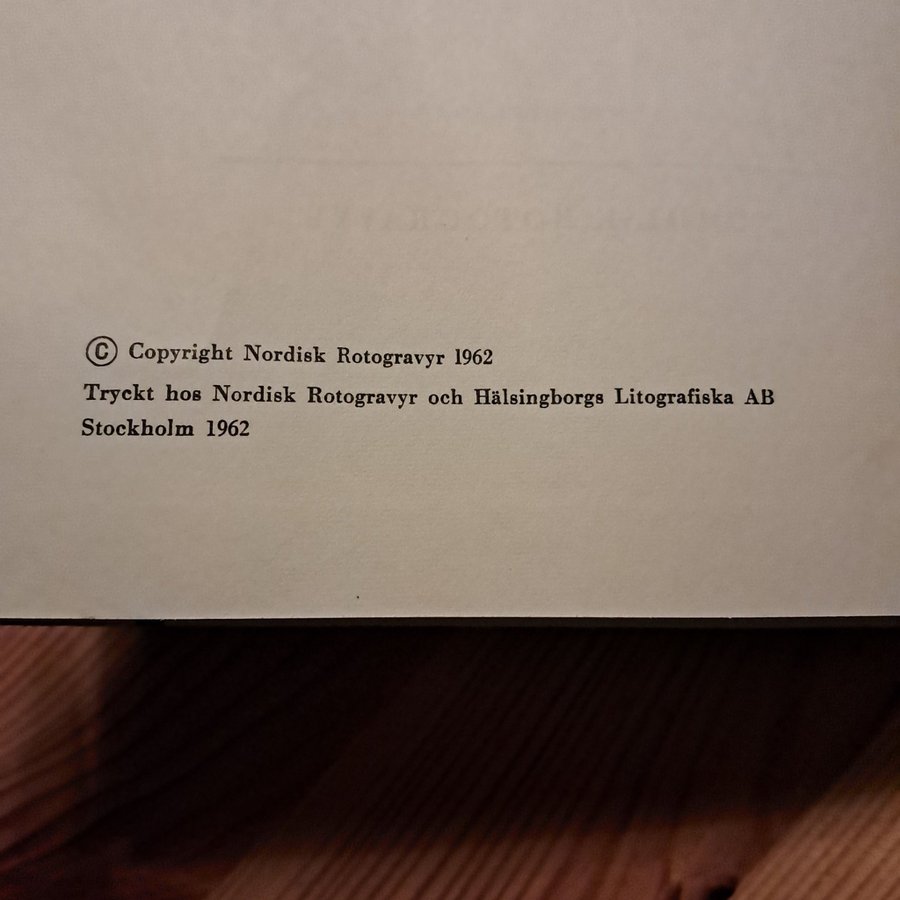 © Copyright Nordisk Rotogravyr 1962
Tryckt hos Nordisk Rotogravyr och Hälsingborgs Litografiska AB
Stockholm 1962